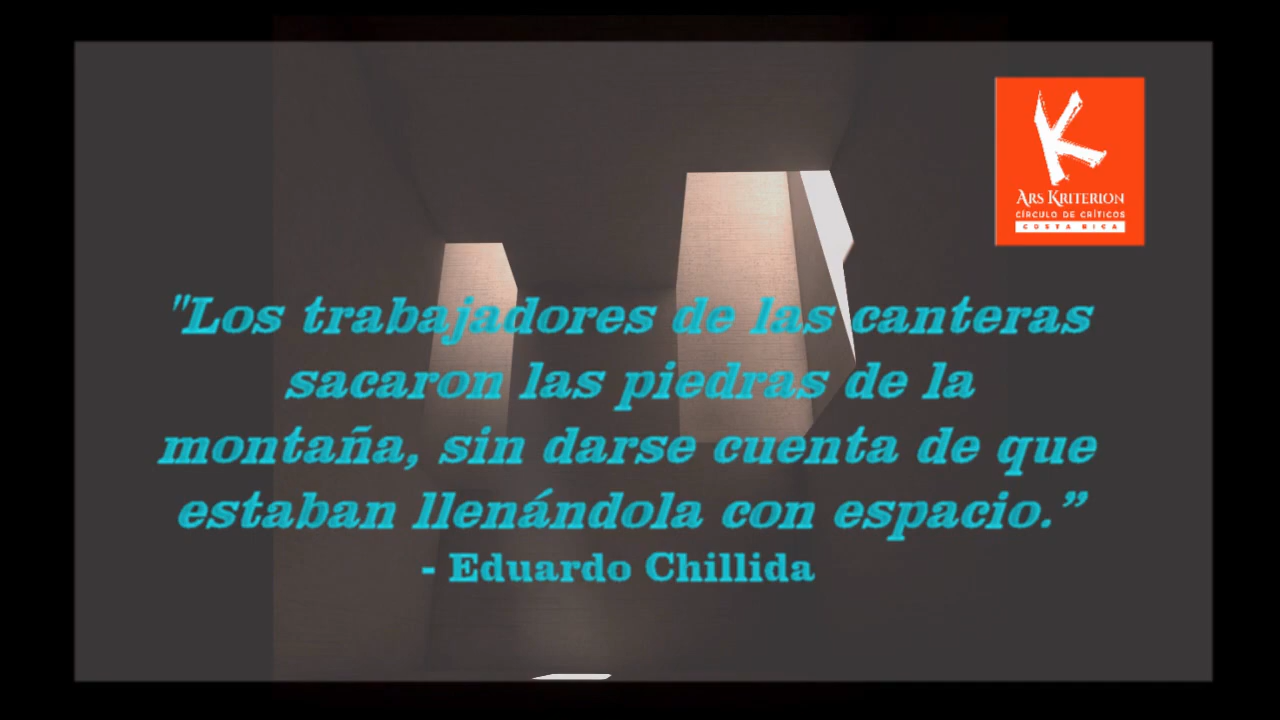 ARS KRITERION
CÍRCULO DE CRÍTICOS
COSTA RICA
"Los trabajadores de las canteras
sacaron las piedras de la
montaña, sin darse cuenta de que
estaban llenándola con espacio.”
- Eduardo Chillida